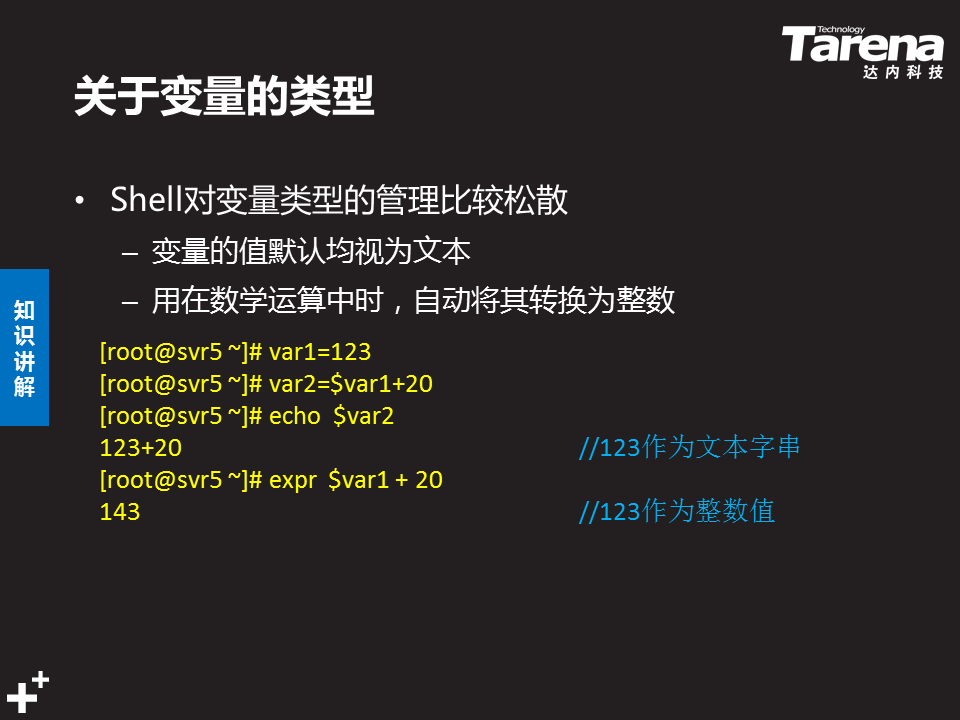 Technology
Tarena
达内科技
关于变量的类型
• Shell对变量类型的管理比较松散
– 变量的值默认均视为文本
– 用在数学运算中时，自动将其转换为整数
知识讲解
[root@svr5 ~]# var1=123
[root@svr5 ~]# var2=$var1+20
[root@svr5 ~]# echo  $var2
123+20 //123作为文本字串
[root@svr5 ~]# expr  $var1 + 20
143 //123作为整数值